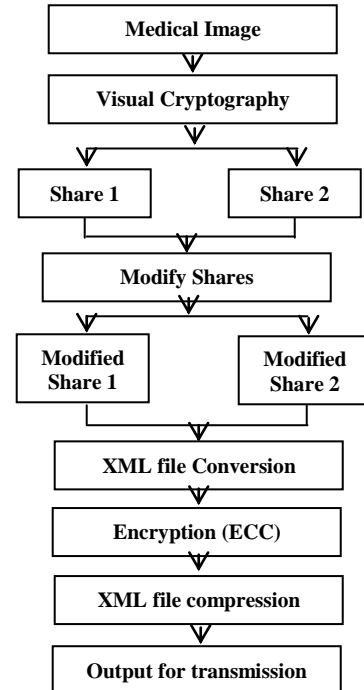 Medical Image
Visual Cryptography
Share 1
Share 2
Modify Shares
Modified
Share 1
Modified
Share 2
XML file Conversion
Encryption (ECC)
XML file compression
Output for transmission